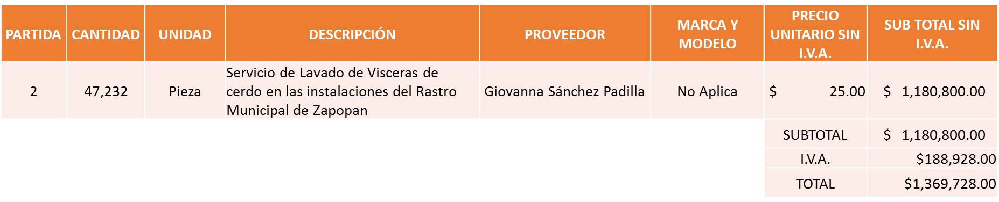 PARTIDA CANTIDAD UNIDAD DESCRIPCIÓN PROVEEDOR MARCA Y MODELO PRECIO UNITARIO SIN I.V.A. SUB TOTAL SIN I.V.A.
2 47,232 Pieza Servicio de Lavado de Visceras de cerdo en las instalaciones del Rastro Municipal de Zapopan Giovanna Sánchez Padilla No Aplica $ 25.00 $ 1,180,800.00
SUBTOTAL $ 1,180,800.00
I.V.A. $188,928.00
TOTAL $1,369,728.00